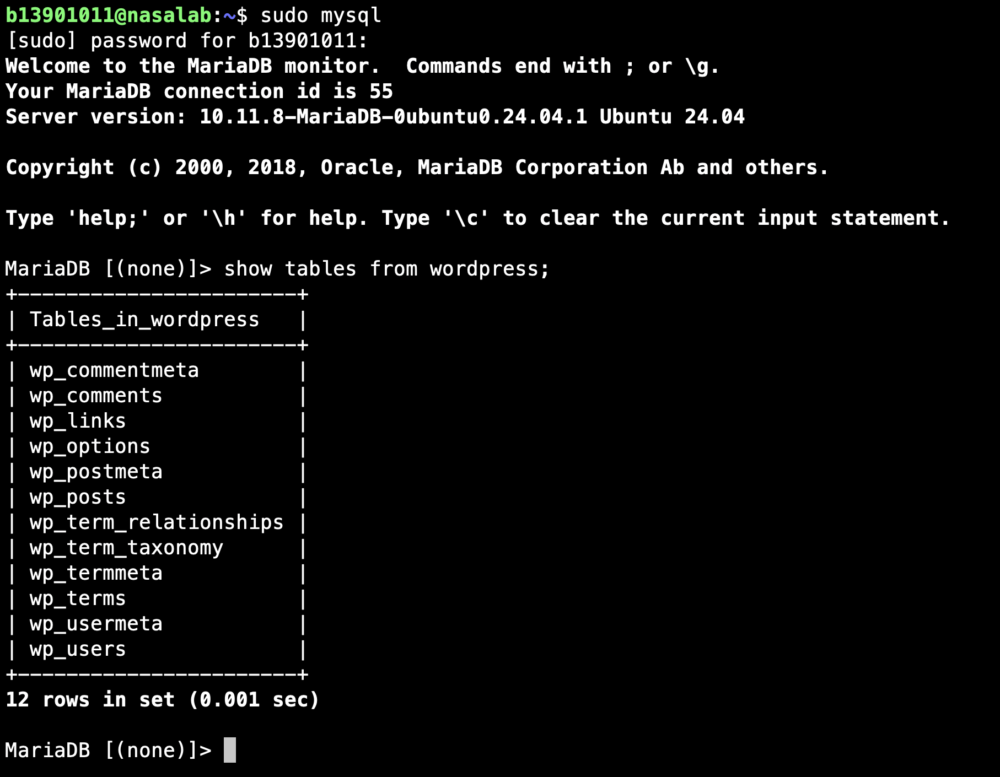 b13901011@nasalab:~$ sudo mysql
[sudo] password for b13901011:
Welcome to the MariaDB monitor.  Commands end with ; or \g.
Your MariaDB connection id is 55
Server version: 10.11.8-MariaDB-0ubuntu0.24.04.1 Ubuntu 24.04

Copyright (c) 2000, 2018, Oracle, MariaDB Corporation Ab and others.

Type 'help;' or '\h' for help. Type '\c' to clear the current input statement.

MariaDB [(none)]> show tables from wordpress;
+-----------------------+
| Tables_in_wordpress   |
+-----------------------+
| wp_commentmeta        |
| wp_comments           |
| wp_links              |
| wp_options            |
| wp_postmeta           |
| wp_posts              |
| wp_term_relationships |
| wp_term_taxonomy      |
| wp_termmeta           |
| wp_terms              |
| wp_usermeta           |
| wp_users              |
+-----------------------+
12 rows in set (0.001 sec)

MariaDB [(none)]>